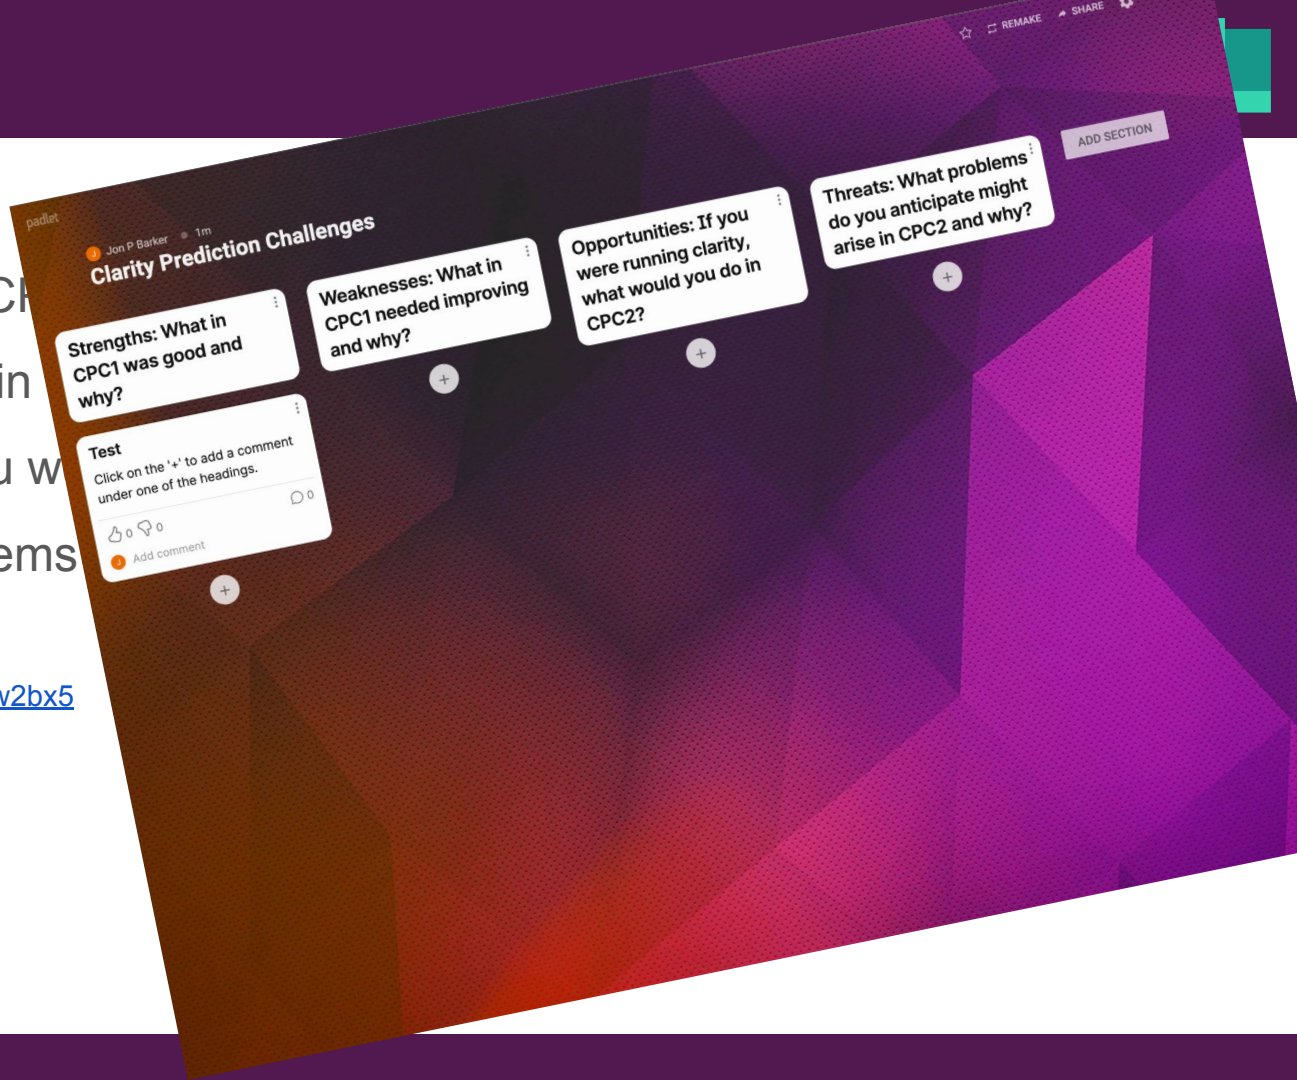 REMAKE
SHARE
padlet
Jon P Barker 1m
Clarity Prediction Challenges
ADD SECTION
Strengths: What in
CPC1 was good and
why?
Test
Click on the '+' to add a comment
under one of the headings.
0 0
0
J Add comment
Weaknesses: What in
CPC1 needed improving
and why?
Opportunities: If you
were running clarity,
what would you do in
CPC2?
Threats: What problems
do you anticipate might
arise in CPC2 and why?
in
w2bx5